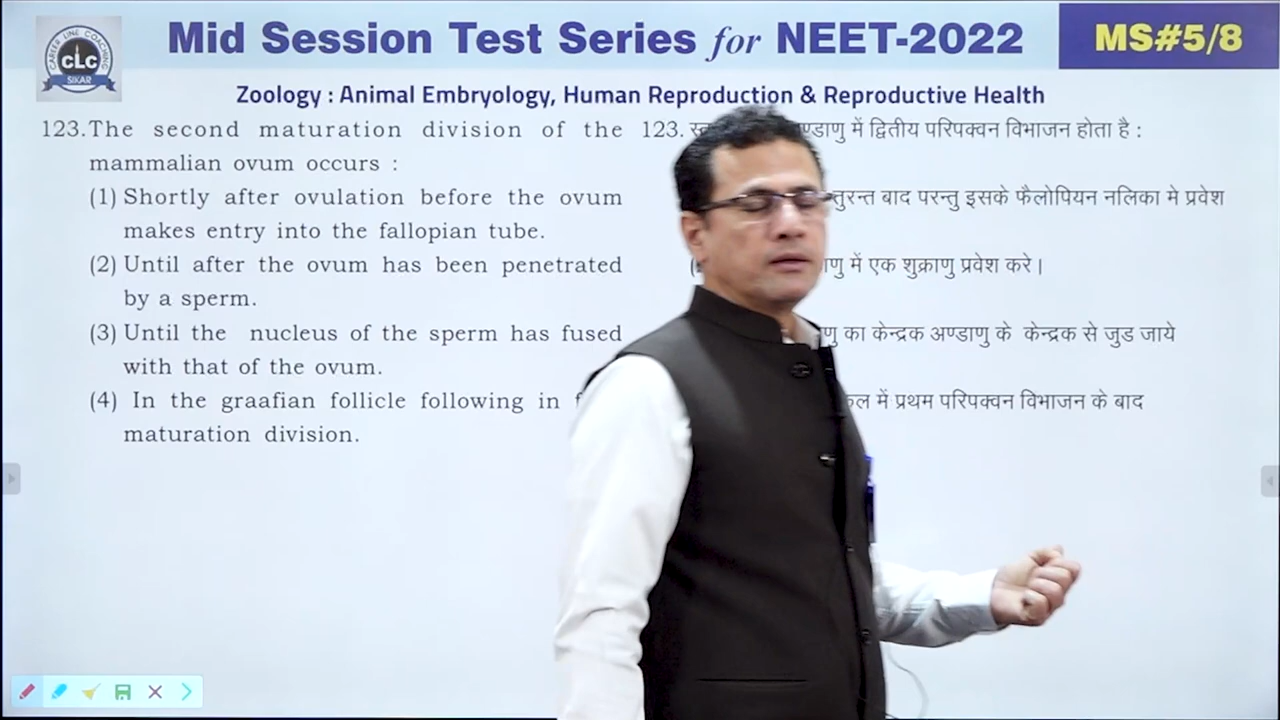 Mid Session Test Series for NEET-2022
MS#5/8
CAREER LINE COACHING
CLC
SIKAR
Zoology : Animal Embryology, Human Reproduction & Reproductive Health
123. The second maturation division of the
mammalian ovum occurs :
(1) Shortly after ovulation before the ovum
makes entry into the fallopian tube.
(2) Until after the ovum has been penetrated
by a sperm.
(3) Until the nucleus of the sperm has fused
with that of the ovum.
(4) In the graafian follicle following in
maturation division.
123. में द्वितीय परिपक्वन विभाजन होता है :
तुरन्त बाद परन्तु इसके फैलोपियन नलिका मे प्रवेश
में एक शुक्राणु प्रवेश करे।
का केन्द्रक अण्डाणु के केन्द्रक से जुड जाये
में प्रथम परिपक्वन विभाजन के बाद